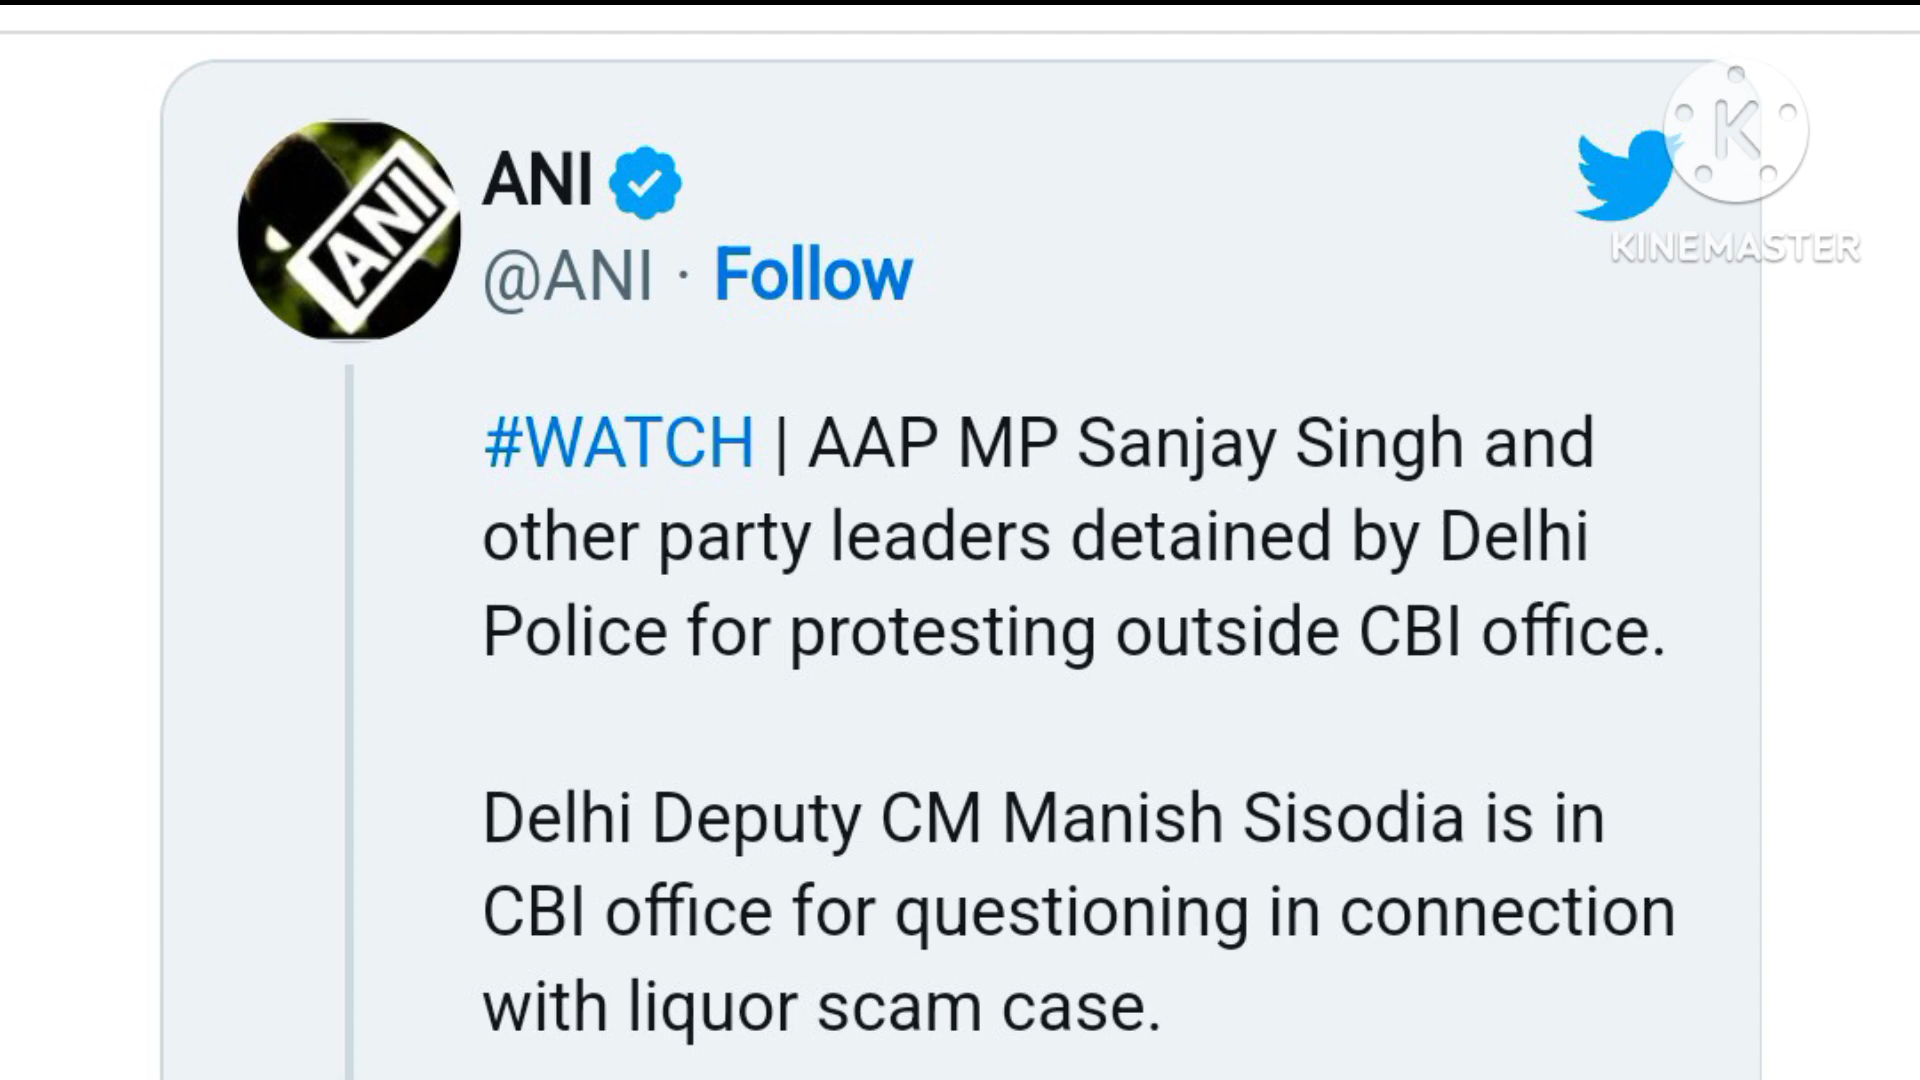 ANI
ANI
@ANI · Follow
K
KINEMASTER
#WATCH | AAP MP Sanjay Singh and
other party leaders detained by Delhi
Police for protesting outside CBI office.
Delhi Deputy CM Manish Sisodia is in
CBI office for questioning in connection
with liquor scam case.